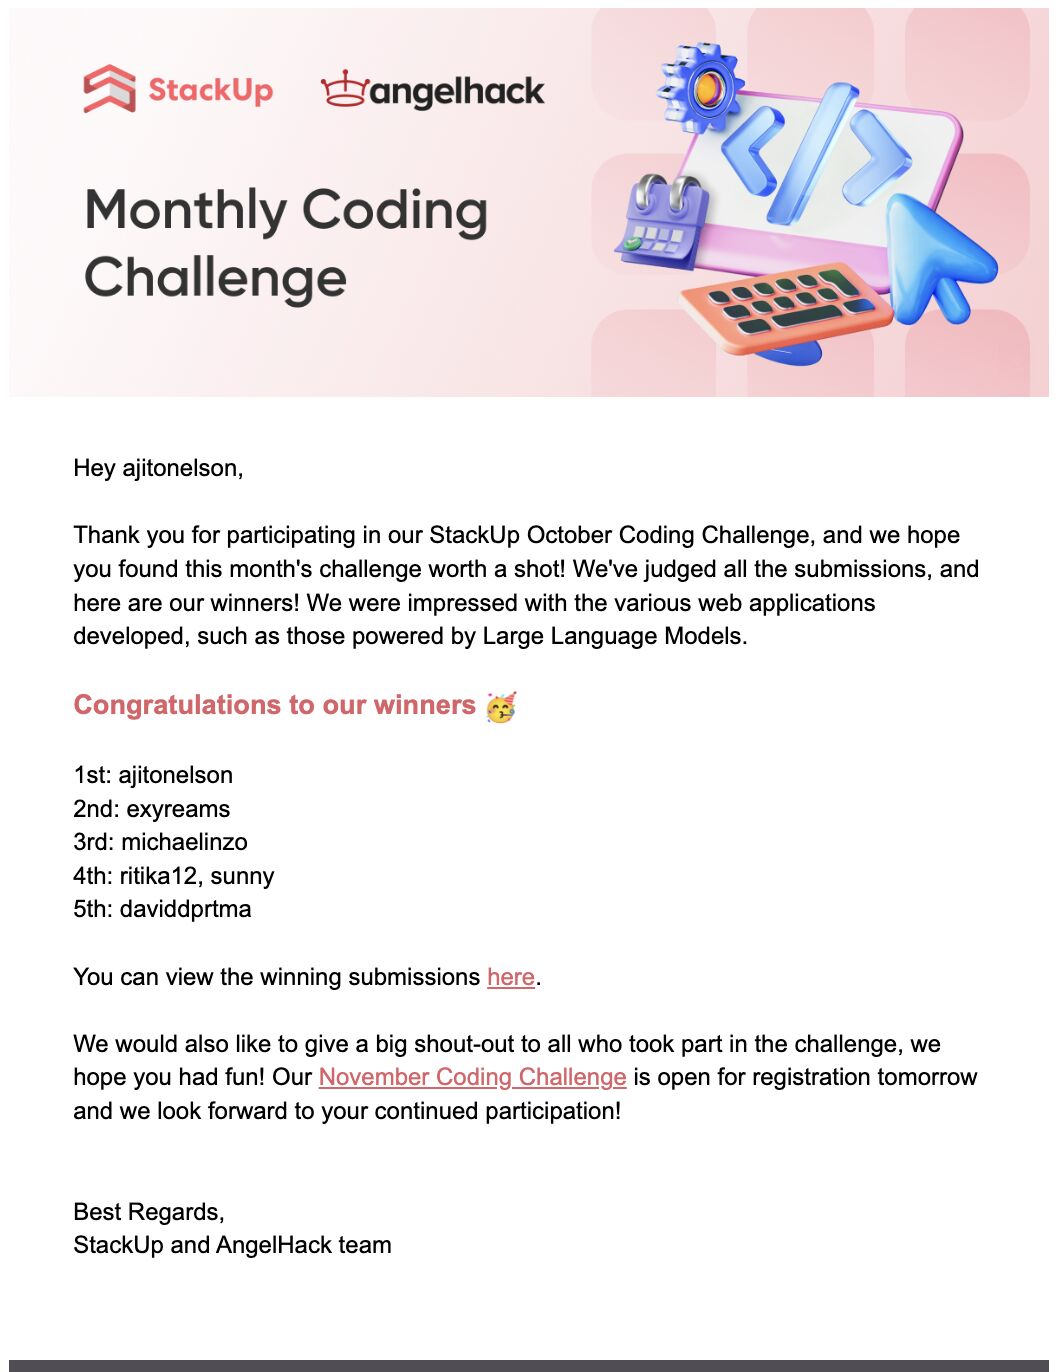 StackUp angelhack
Monthly Coding
Challenge
Hey ajitonelson,
Thank you for participating in our StackUp October Coding Challenge, and we hope
you found this month's challenge worth a shot! We've judged all the submissions, and
here are our winners! We were impressed with the various web applications
developed, such as those powered by Large Language Models.
Congratulations to our winners 🥳
1st: ajitonelson
2nd: exyreams
3rd: michaelinzo
4th: ritika12, sunny
5th: daviddprtma
You can view the winning submissions here.
We would also like to give a big shout-out to all who took part in the challenge, we
hope you had fun! Our November Coding Challenge is open for registration tomorrow
and we look forward to your continued participation!
Best Regards,
StackUp and AngelHack team